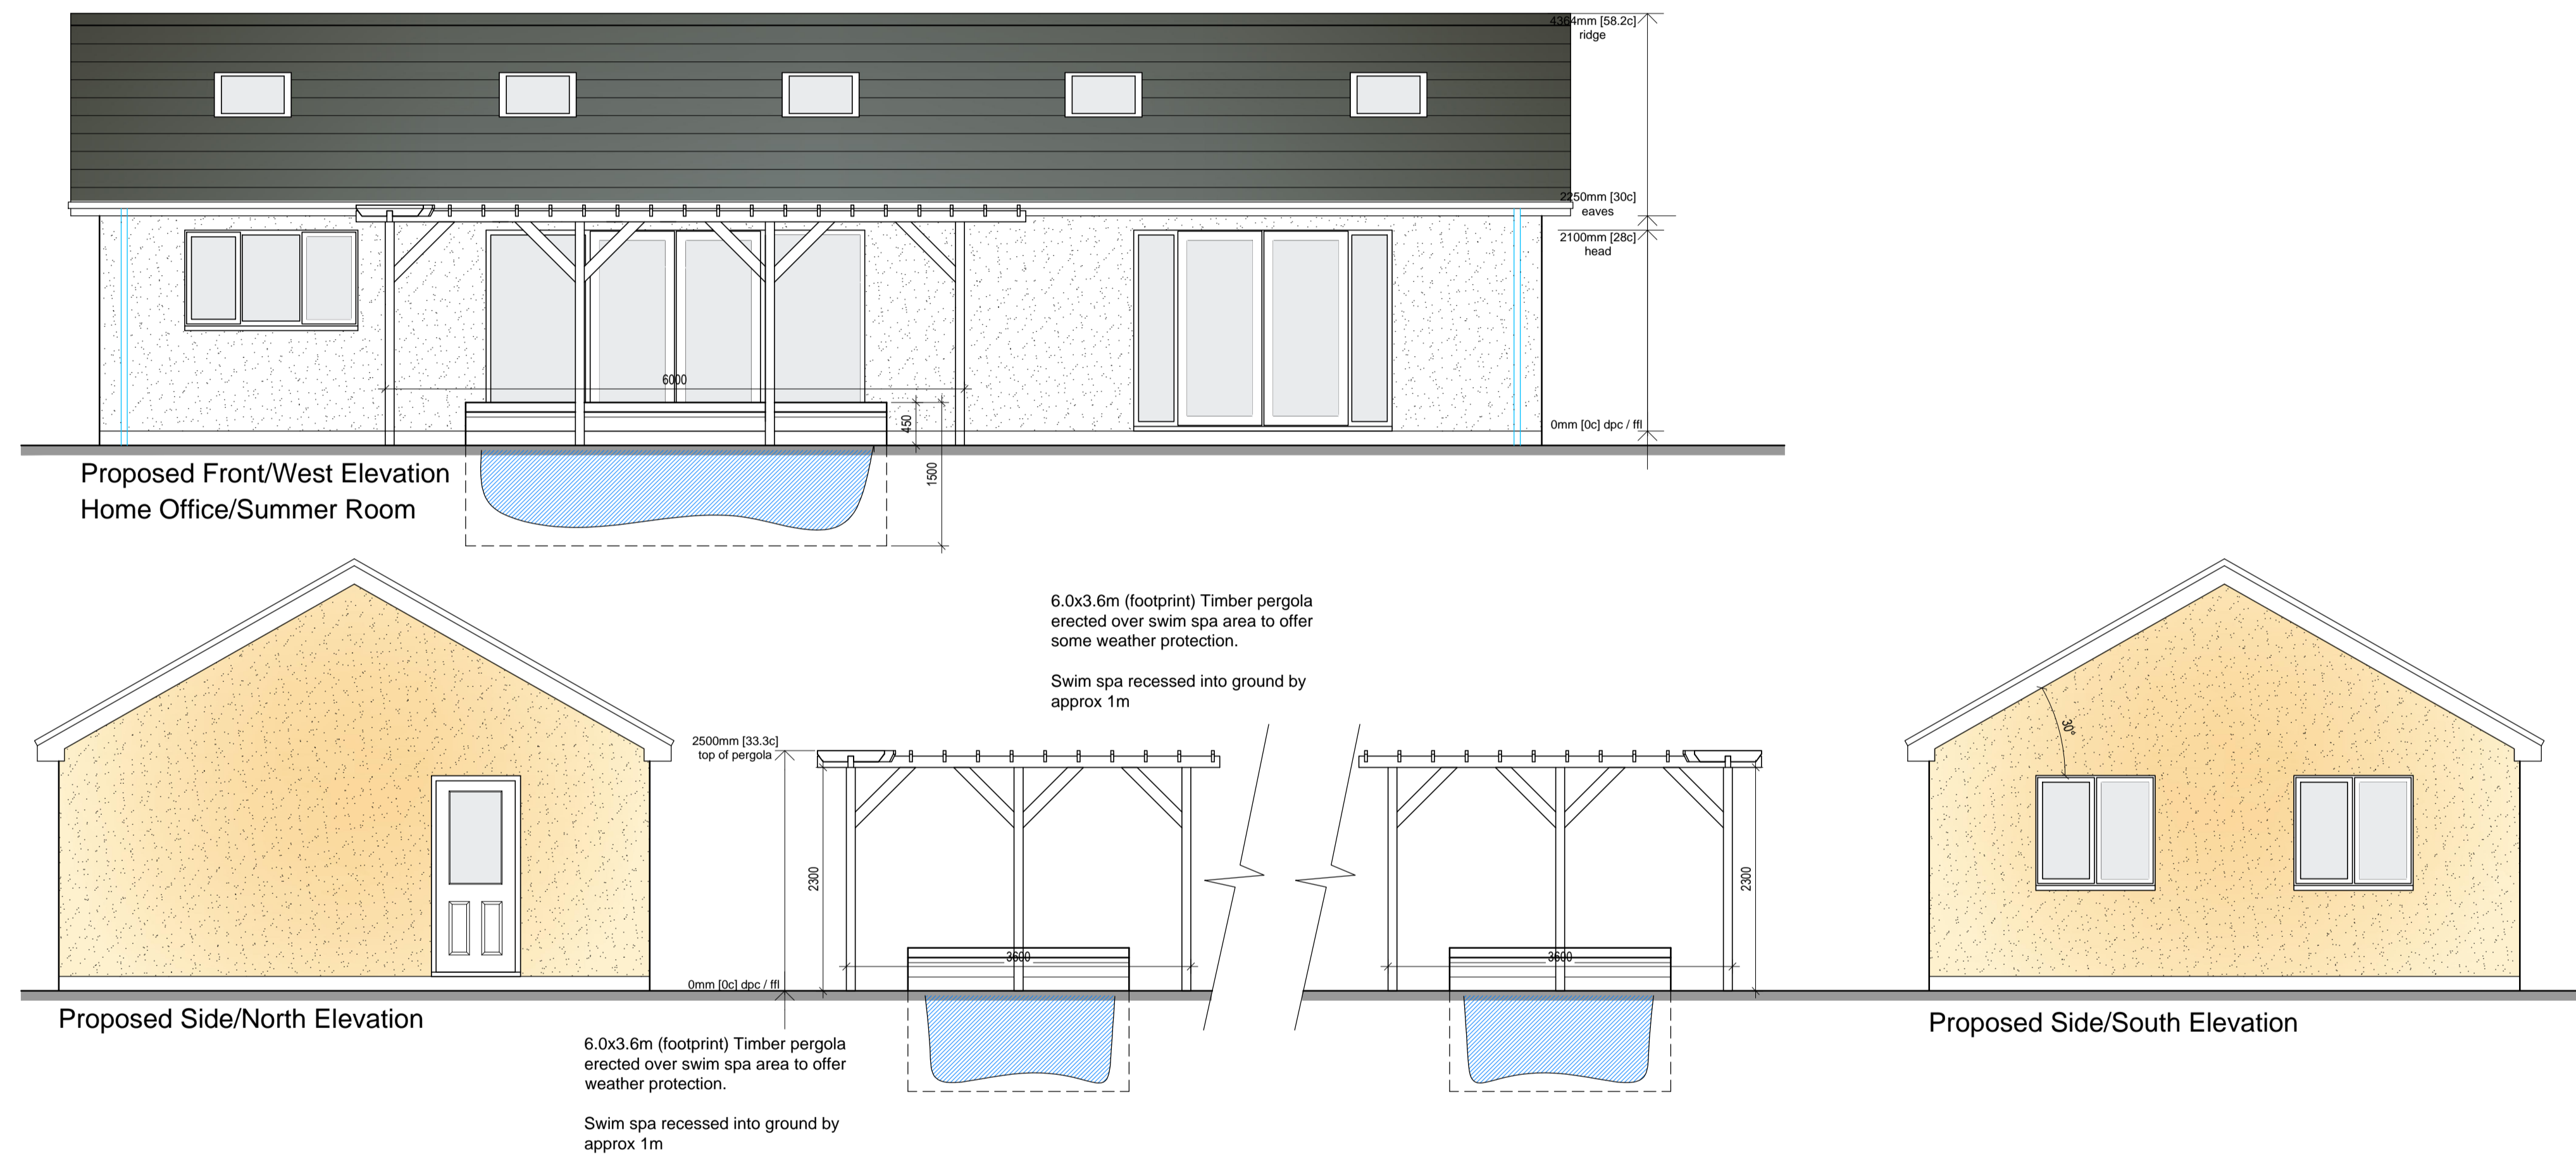 4364mm [58.2c]
ridge
2250mm [30c]
eaves
2100mm [28c]
head
6000
450
0mm [0c] dpc / ffl
1500
Proposed Front/West Elevation
Home Office/Summer Room
6.0x3.6m (footprint) Timber pergola
erected over swim spa area to offer
some weather protection.
Swim spa recessed into ground by
approx 1m
30°
2500mm [33.3c]
top of pergola
2300
2300
3600
3600
0mm [0c] dpc / ffl
Proposed Side/North Elevation
Proposed Side/South Elevation
6.0x3.6m (footprint) Timber pergola
erected over swim spa area to offer
weather protection.
Swim spa recessed into ground by
approx 1m